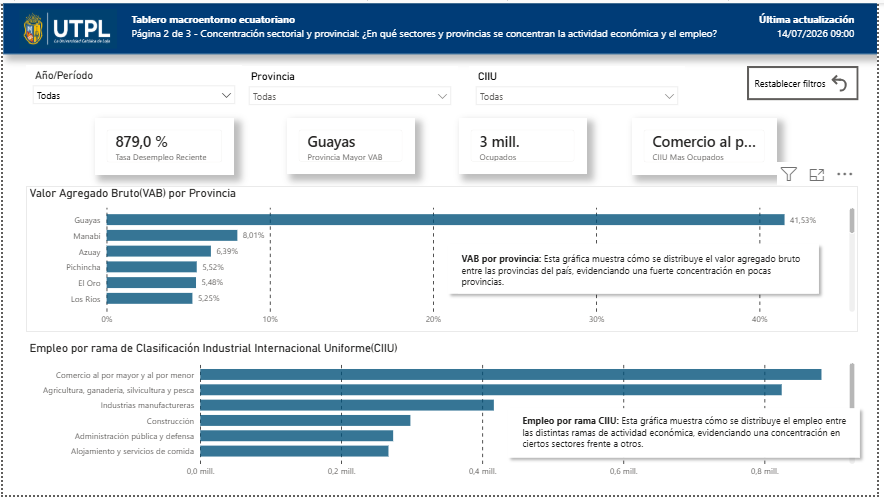 UTPL
La Universidad Católica de Loja
Tablero macroentorno ecuatoriano
Página 2 de 3 - Concentración sectorial y provincial: ¿En qué sectores y provincias se concentran la actividad económica y el empleo?
Última actualización
14/07/2026 09:00
Año/Período
Todas
Provincia
Todas
CIIU
Todas
Restablecer filtros
879,0 %
Tasa Desempleo Reciente
Guayas
Provincia Mayor VAB
3 mill.
Ocupados
Comercio al p...
CIIU Mas Ocupados
Valor Agregado Bruto(VAB) por Provincia
Guayas
41,53%
Manabí
8,01%
Azuay
6,39%
Pichincha
5,52%
El Oro
5,48%
Los Ríos
5,25%
VAB por provincia: Esta gráfica muestra cómo se distribuye el valor agregado bruto
entre las provincias del país, evidenciando una fuerte concentración en pocas
provincias.
0%
10%
20%
30%
40%
Empleo por rama de Clasificación Industrial Internacional Uniforme(CIIU)
Comercio al por mayor y al por menor
Agricultura, ganadería, silvicultura y pesca
Industrias manufactureras
Construcción
Administración pública y defensa
Alojamiento y servicios de comida
Empleo por rama CIIU: Esta gráfica muestra cómo se distribuye el empleo entre
las distintas ramas de actividad económica, evidenciando una concentración en
ciertos sectores frente a otros.
0,0 mill.
0,2 mill.
0,4 mill.
0,6 mill.
0,8 mill.